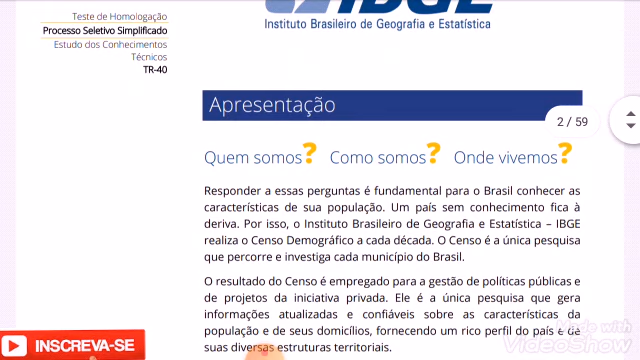 Teste de Homologação
Processo Seletivo Simplificado
Estudo dos Conhecimentos
Técnicos
TR-40
IBGE
Instituto Brasileiro de Geografia e Estatística
Apresentação
2 / 59
Quem somos? Como somos? Onde vivemos?
Responder a essas perguntas é fundamental para o Brasil conhecer as
características de sua população. Um país sem conhecimento fica à
deriva. Por isso, o Instituto Brasileiro de Geografia e Estatística – IBGE
realiza o Censo Demográfico a cada década. O Censo é a única pesquisa
que percorre e investiga cada município do Brasil.
O resultado do Censo é empregado para a gestão de políticas públicas e
de projetos da iniciativa privada. Ele é a única pesquisa que gera
informações atualizadas e confiáveis sobre as características da
população e de seus domicílios, fornecendo um rico perfil do país e de
suas diversas estruturas territoriais.
INSCREVA-SE
Made with
VideoShow